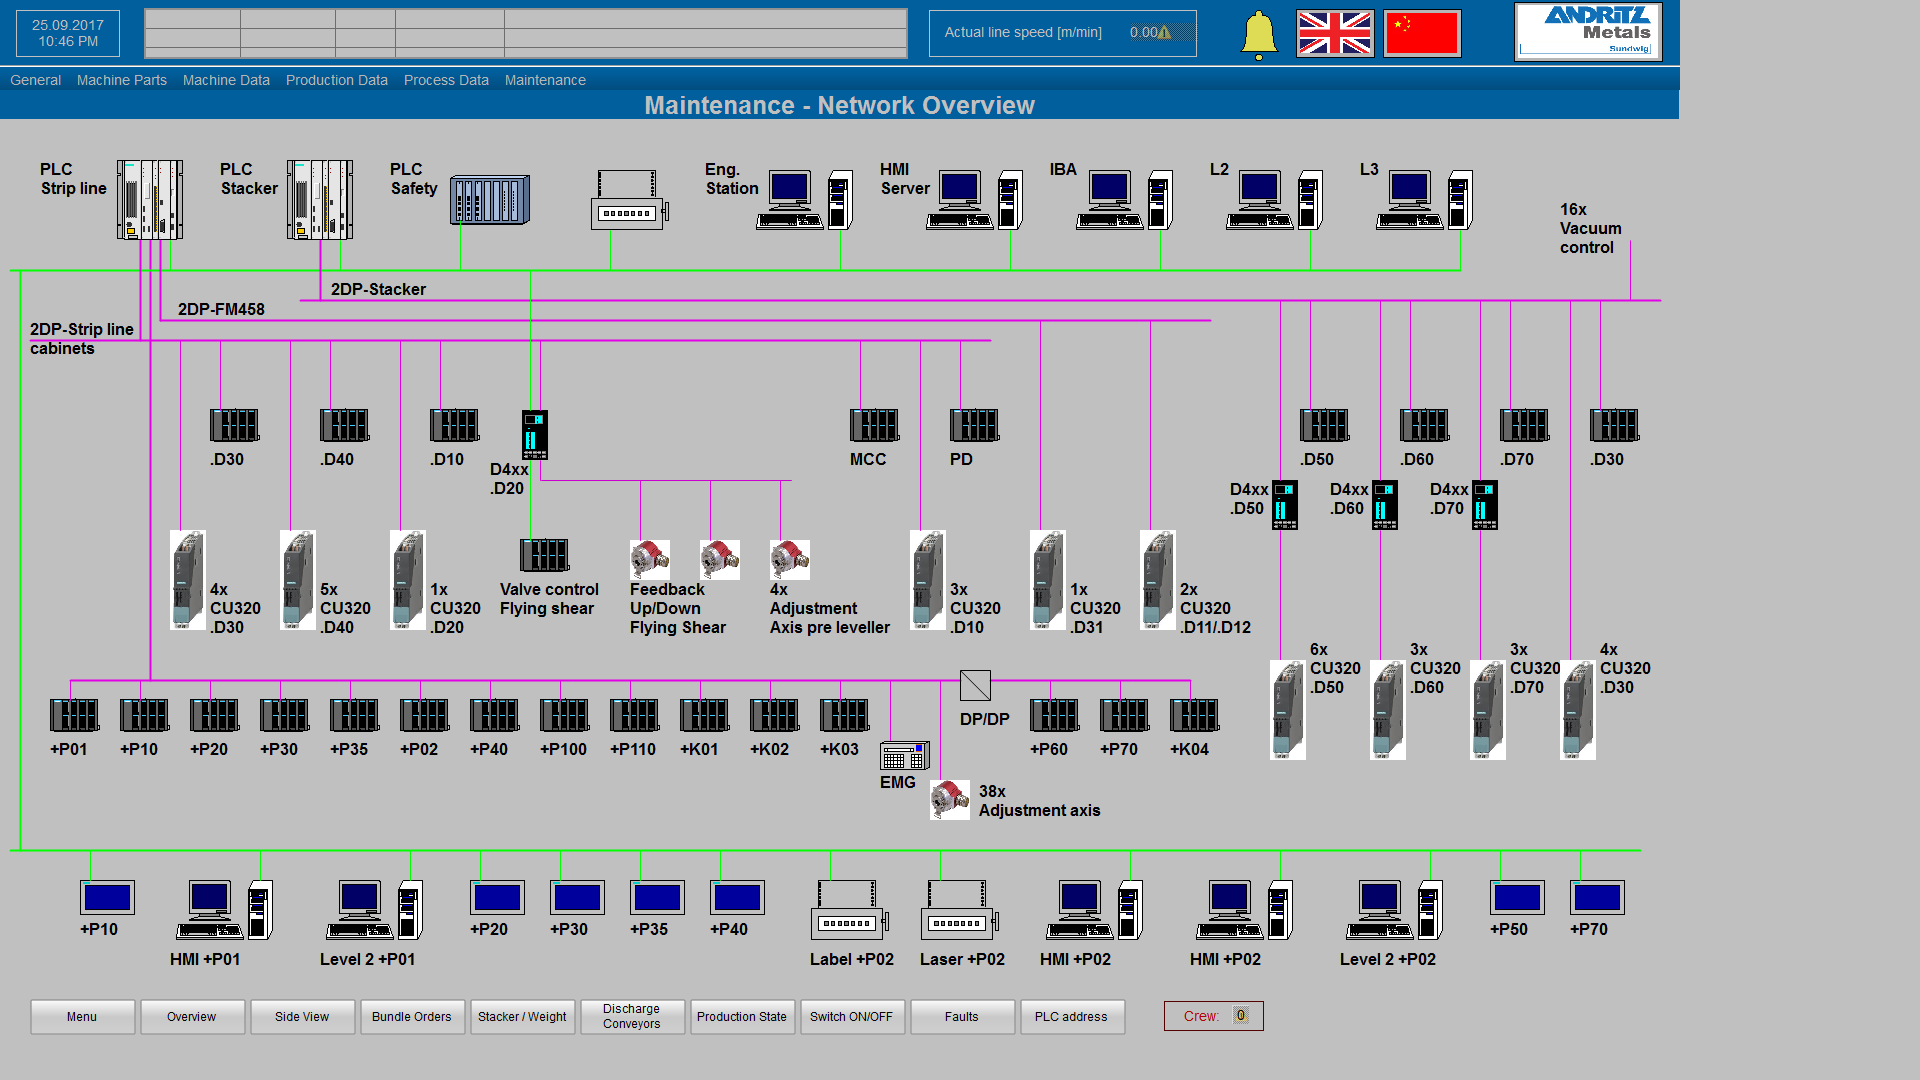 25.09.2017
10:46 PM
Actual line speed [m/min] 0.00
ANDRITZ
Metals
Sundwig
General Machine Parts Machine Data Production Data Process Data Maintenance
Maintenance - Network Overview
PLC
Strip line
PLC
Stacker
PLC
Safety
Eng.
Station
HMI
Server
IBA
L2
L3
16x
Vacuum
control
2DP-Stacker
2DP-FM458
2DP-Strip line
cabinets
.D30
.D40
.D10
D4xx
.D20
MCC
PD
.D50
.D60
.D70
.D30
D4xx
.D50
D4xx
.D60
D4xx
.D70
4x
CU320
.D30
5x
CU320
.D40
1x
CU320
.D20
Valve control
Flying shear
Feedback
Up/Down
Flying Shear
4x
Adjustment
Axis pre leveller
3x
CU320
.D10
1x
CU320
.D31
2x
CU320
.D11/.D12
6x
CU320
.D50
3x
CU320
.D60
3x
CU320
.D70
4x
CU320
.D30
+P01
+P10
+P20
+P30
+P35
+P02
+P40
+P100
+P110
+K01
+K02
+K03
EMG
DP/DP
+P60
+P70
+K04
38x
Adjustment axis
+P10
HMI +P01
Level 2 +P01
+P20
+P30
+P35
+P40
Label +P02
Laser +P02
HMI +P02
HMI +P02
Level 2 +P02
+P50
+P70
Menu
Overview
Side View
Bundle Orders
Stacker / Weight
Discharge
Conveyors
Production State
Switch ON/OFF
Faults
PLC address
Crew: 0